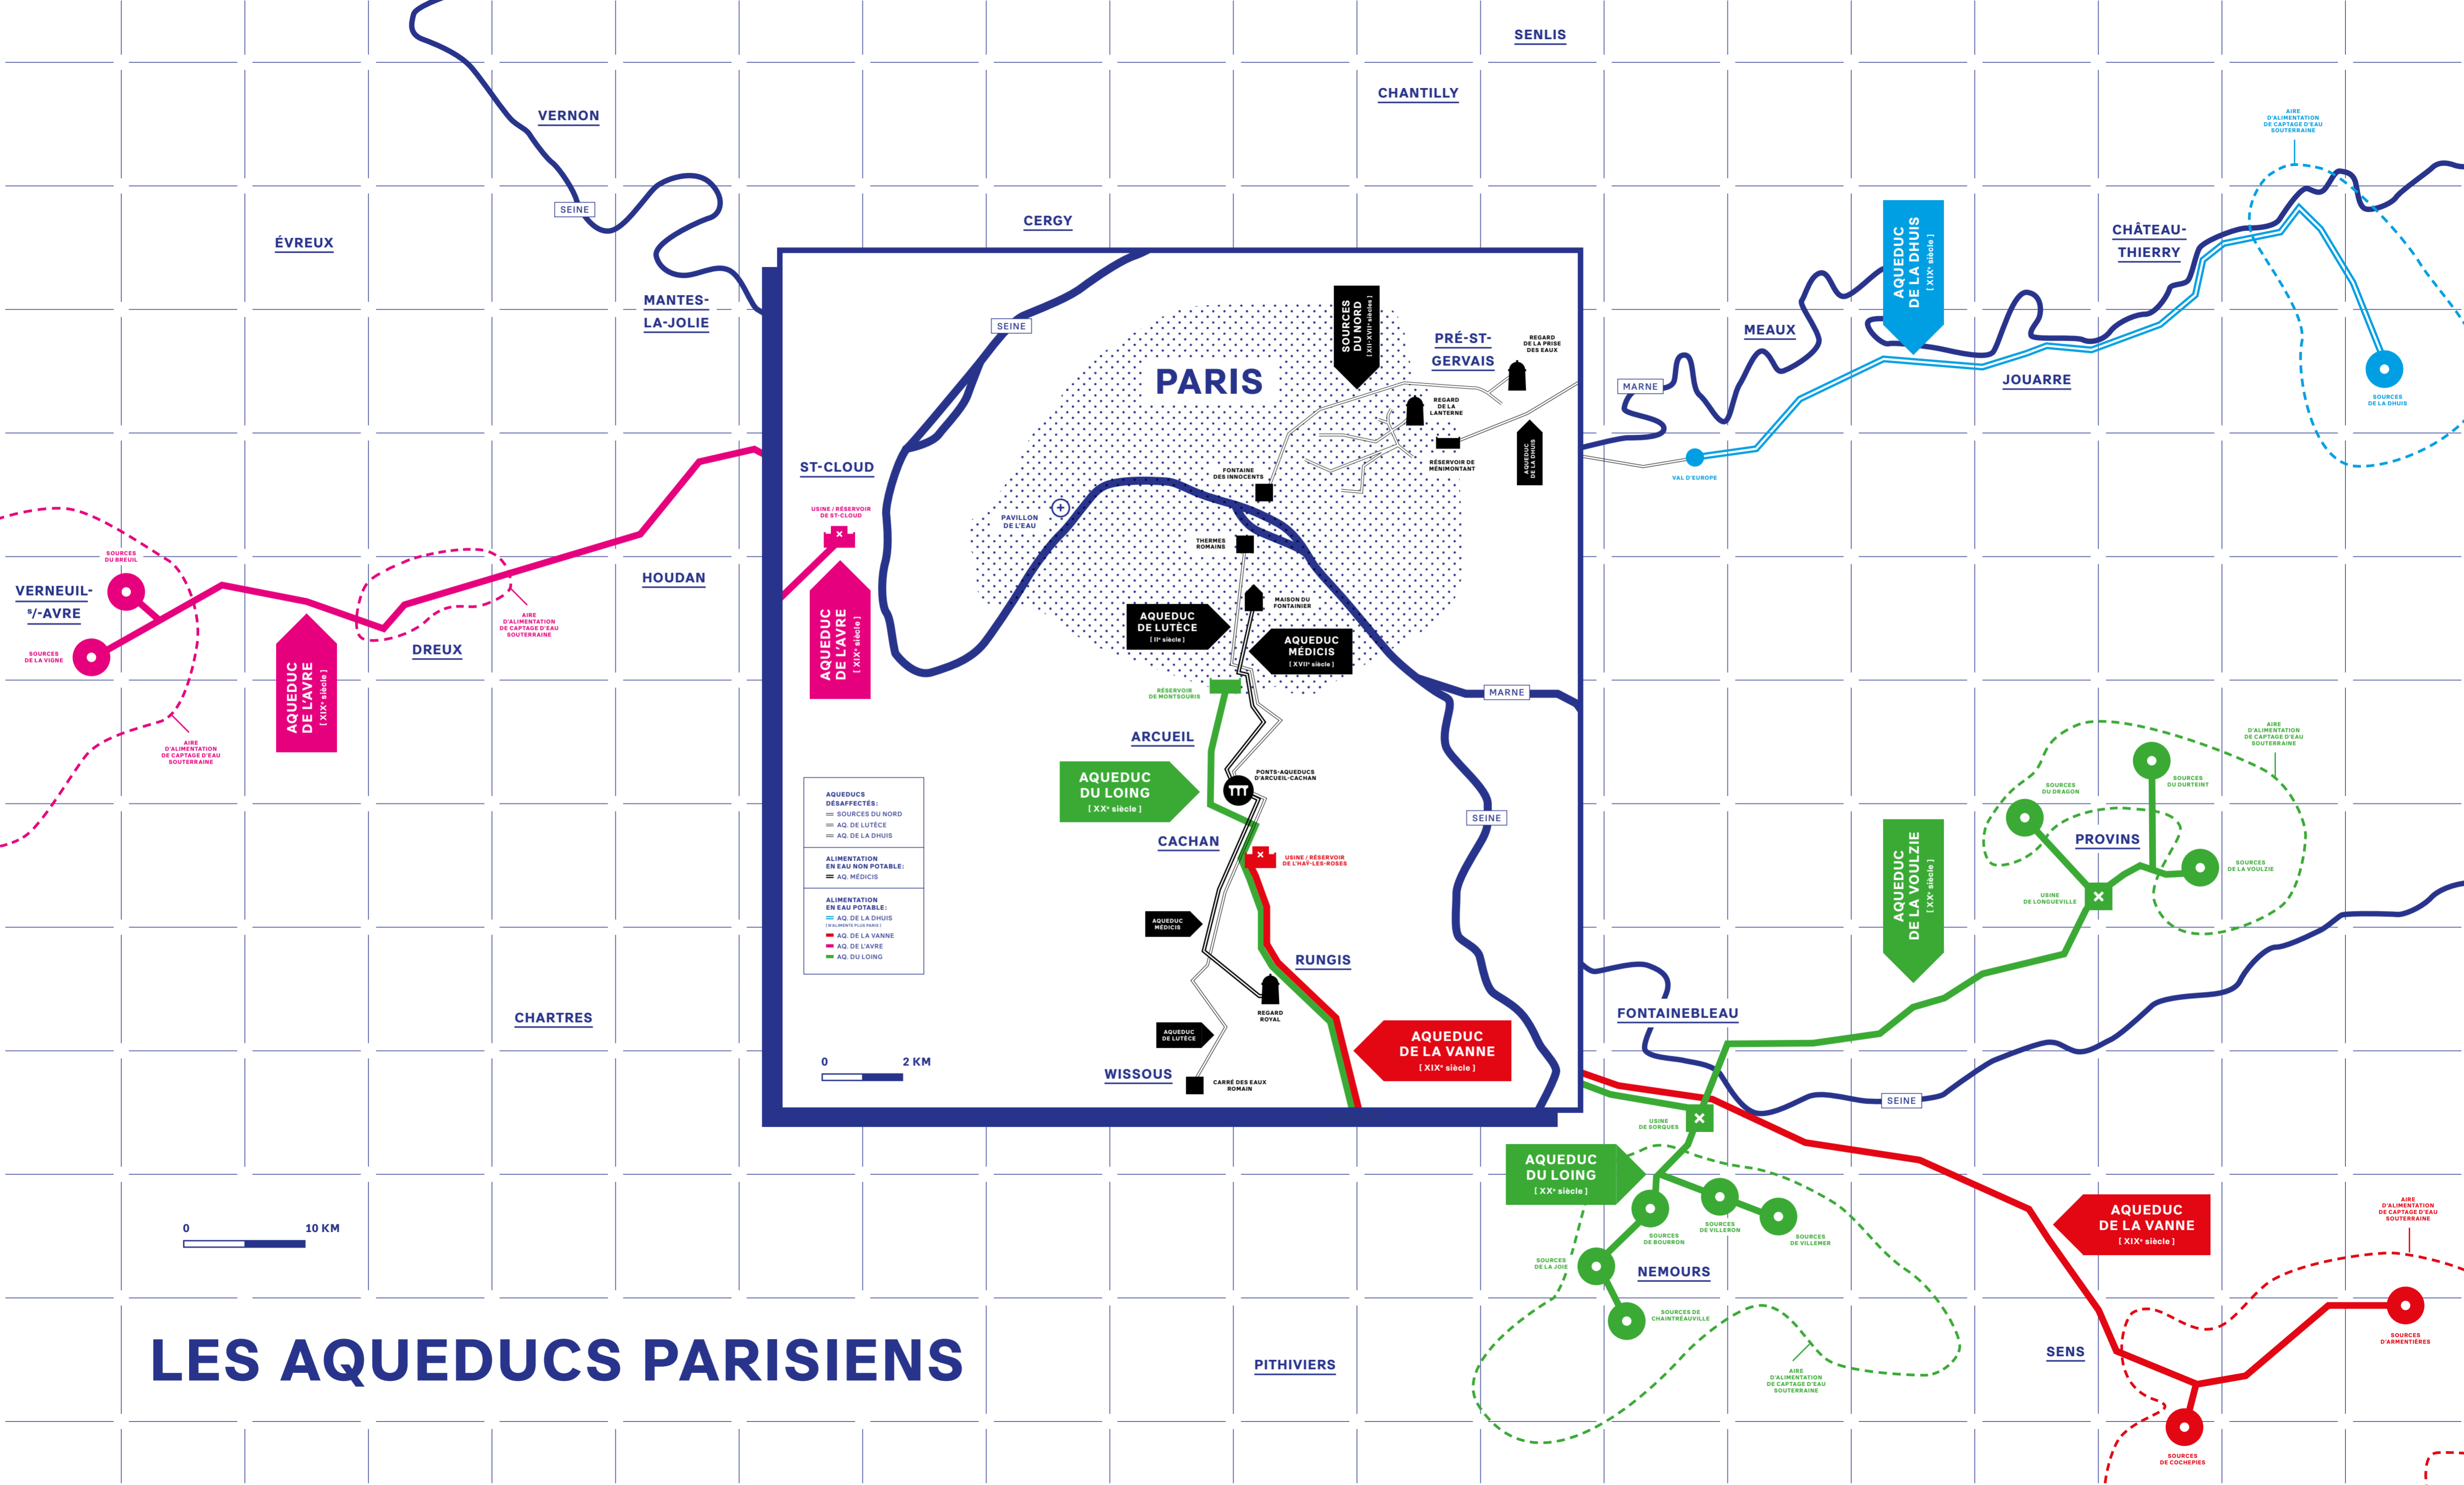 SENLIS
CHANTILLY
VERNON
SEINE
CERGY
ÉVREUX
MANTES-
LA-JOLIE
AIRE
D'ALIMENTATION
DE CAPTAGE D'EAU
SOUTERRAINE
CHÂTEAU-
THIERRY
AQUEDUC
DE LA DHUIS
[ XIXᵉ siècle ]
MEAUX
JOUARRE
MARNE
SOURCES
DE LA DHUIS
VAL D'EUROPE
SEINE
PARIS
SOURCES
DU NORD
[ XII-XVIIᵉ siècles ]
PRÉ-ST-
GERVAIS
REGARD
DE LA PRISE
DES EAUX
REGARD
DE LA
LANTERNE
RÉSERVOIR DE
MÉNIMONTANT
AQUEDUC
DE LA DHUIS
FONTAINE
DES INNOCENTS
ST-CLOUD
USINE / RÉSERVOIR
DE ST-CLOUD
PAVILLON
DE L'EAU
THERMES
ROMAINS
MAISON DU
FONTAINIER
AQUEDUC
DE LUTÈCE
[ IIᵉ siècle ]
AQUEDUC
MÉDICIS
[ XVIIᵉ siècle ]
AQUEDUC
DE L'AVRE
[ XIXᵉ siècle ]
RÉSERVOIR
DE MONTSOURIS
MARNE
ARCUEIL
AQUEDUC
DU LOING
[ XXᵉ siècle ]
PONTS-AQUEDUCS
D'ARCUEIL-CACHAN
SEINE
CACHAN
USINE / RÉSERVOIR
DE L'HAŸ-LES-ROSES
AQUEDUCS
DÉSAFFECTÉS :
SOURCES DU NORD
AQ. DE LUTÈCE
AQ. DE LA DHUIS
ALIMENTATION
EN EAU NON POTABLE :
AQ. MÉDICIS
ALIMENTATION
EN EAU POTABLE :
AQ. DE LA DHUIS
(N'ALIMENTE PLUS PARIS)
AQ. DE LA VANNE
AQ. DE L'AVRE
AQ. DU LOING
AQUEDUC
MÉDICIS
RUNGIS
REGARD
ROYAL
AQUEDUC
DE LUTÈCE
AQUEDUC
DE LA VANNE
[ XIXᵉ siècle ]
0 2 KM
WISSOUS
CARRÉ DES EAUX
ROMAIN
SOURCES
DU BREUIL
VERNEUIL-
ˢ/-AVRE
SOURCES
DE LA VIGNE
AQUEDUC
DE L'AVRE
[ XIXᵉ siècle ]
AIRE
D'ALIMENTATION
DE CAPTAGE D'EAU
SOUTERRAINE
DREUX
AIRE
D'ALIMENTATION
DE CAPTAGE D'EAU
SOUTERRAINE
HOUDAN
CHARTRES
AIRE
D'ALIMENTATION
DE CAPTAGE D'EAU
SOUTERRAINE
SOURCES
DU DRAGON
SOURCES
DU DURTEINT
PROVINS
SOURCES
DE LA VOULZIE
USINE
DE LONGUEVILLE
AQUEDUC
DE LA VOULZIE
[ XXᵉ siècle ]
FONTAINEBLEAU
SEINE
USINE
DE SORQUES
AQUEDUC
DU LOING
[ XXᵉ siècle ]
SOURCES
DE BOURRON
SOURCES
DE VILLERON
SOURCES
DE VILLEMER
SOURCES
DE LA JOIE
NEMOURS
SOURCES DE
CHAINTRÉAUVILLE
AIRE
D'ALIMENTATION
DE CAPTAGE D'EAU
SOUTERRAINE
AQUEDUC
DE LA VANNE
[ XIXᵉ siècle ]
AIRE
D'ALIMENTATION
DE CAPTAGE D'EAU
SOUTERRAINE
SOURCES
D'ARMENTIÈRES
SENS
SOURCES
DE COCHEPIES
0 10 KM
LES AQUEDUCS PARISIENS
PITHIVIERS